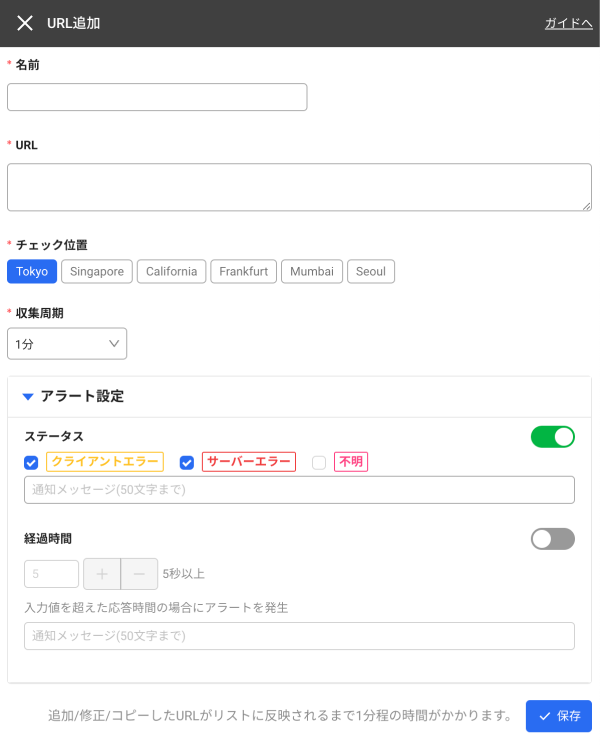 URL追加
ガイドへ
* 名前
* URL
* チェック位置
Tokyo Singapore California Frankfurt Mumbai Seoul
* 収集周期
1分
アラート設定
ステータス
クライアントエラー サーバーエラー 不明
通知メッセージ(50文字まで)
経過時間
5 + − 5秒以上
入力値を超えた応答時間の場合にアラートを発生
通知メッセージ(50文字まで)
追加/修正/コピーしたURLがリストに反映されるまで1分程の時間がかかります。
保存